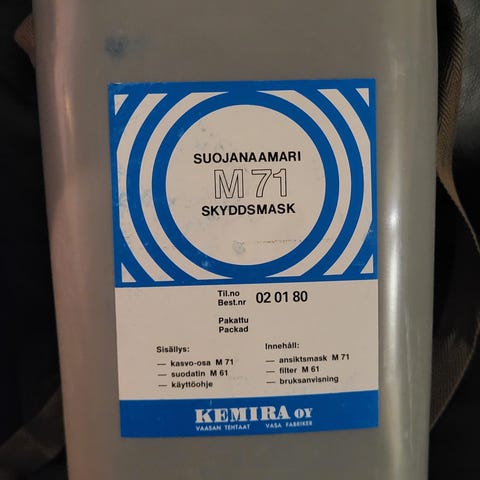 SUOJANAAMARI
M 71
SKYDDSMASK
Til.no
Best.nr 02 01 80
Pakattu
Packad
Sisällys:
— kasvo-osa M 71
— suodatin M 61
— käyttöohje
Innehåll:
— ansiktsmask M 71
— filter M 61
— bruksanvisning
KEMIRA OY
VAASAN TEHTAAT VASA FABRIKER